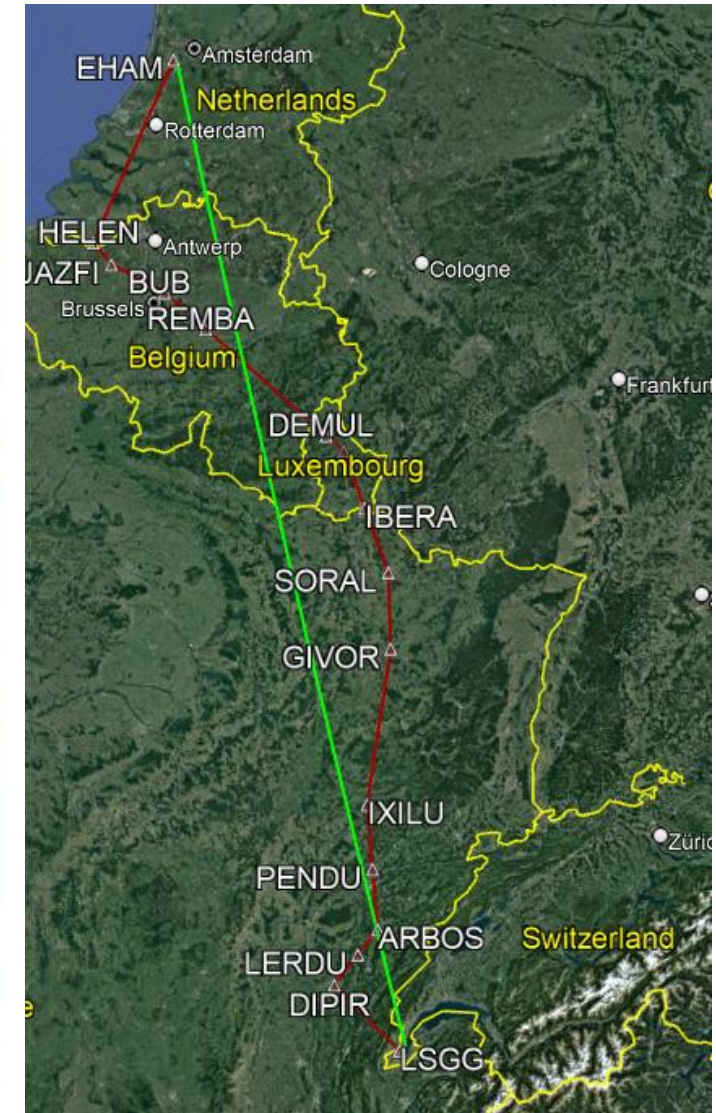 Amsterdam
EHAM
Netherlands
Rotterdam
HELEN
Antwerp
JAZFI
BUB
Cologne
Brussels
REMBA
Belgium
Frankfurt
DEMUL
Luxembourg
IBERA
SORAL
GIVOR
IXILU
Züric
PENDU
ARBOS
Switzerland
LERDU
DIPIR
LSGG